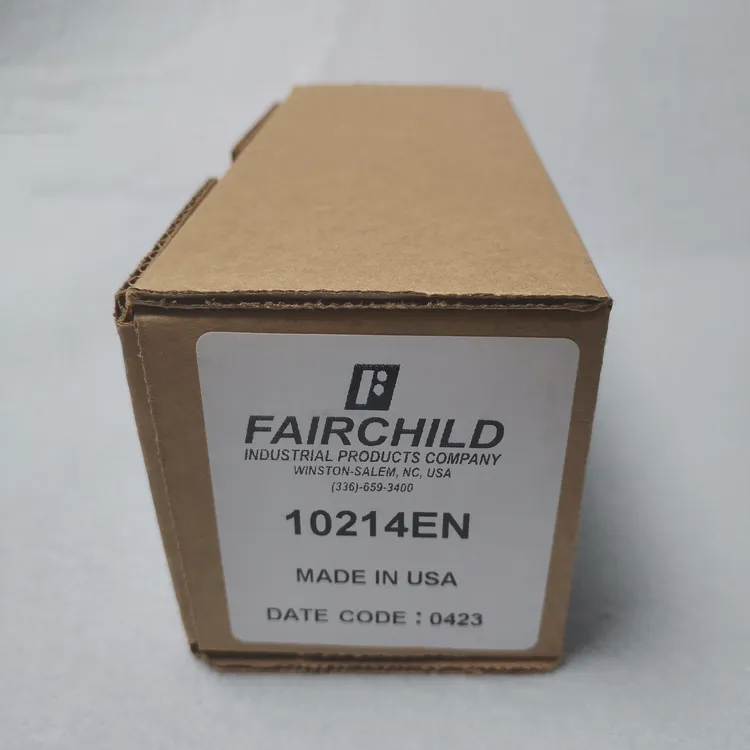 FAIRCHILD
INDUSTRIAL PRODUCTS COMPANY
WINSTON-SALEM, NC, USA
(336)-659-3400
10214EN
MADE IN USA
DATE CODE : 0423